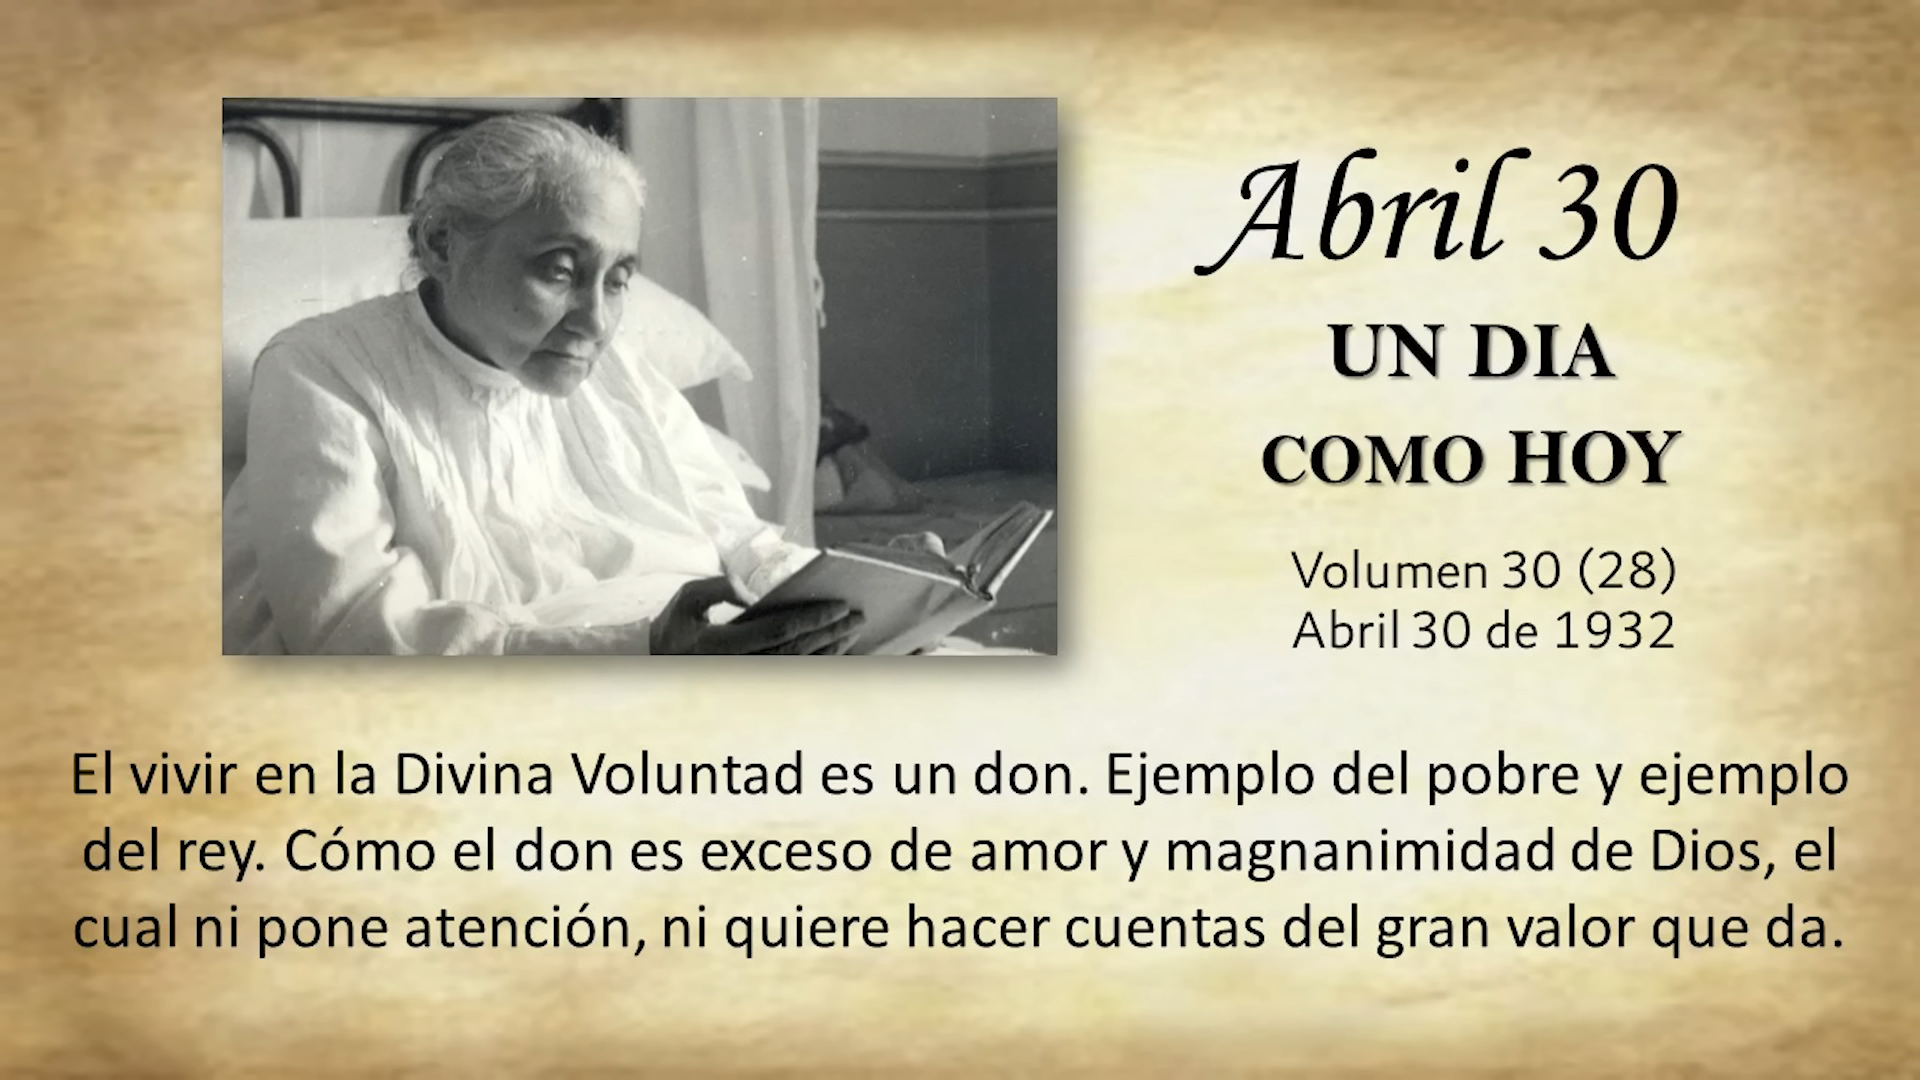 Abril 30
UN DIA
COMO HOY
Volumen 30 (28)
Abril 30 de 1932
El vivir en la Divina Voluntad es un don. Ejemplo del pobre y ejemplo
del rey. Cómo el don es exceso de amor y magnanimidad de Dios, el
cual ni pone atención, ni quiere hacer cuentas del gran valor que da.